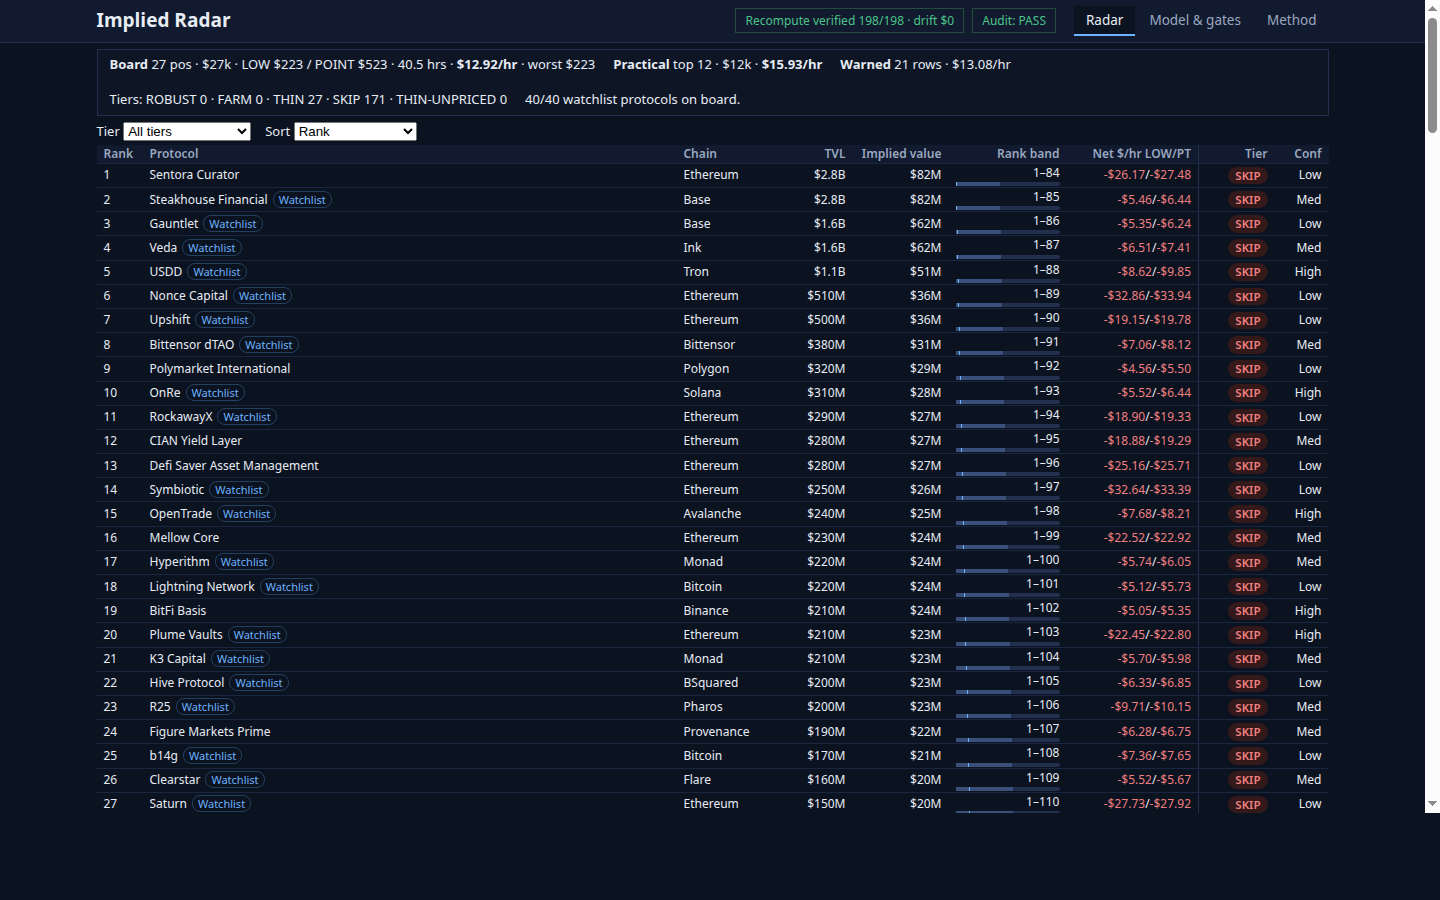 Implied Radar
Recompute verified 198/198 · drift $0
Audit: PASS
Radar
Model & gates
Method
Board 27 pos · $27k · LOW $223 / POINT $523 · 40.5 hrs · $12.92/hr · worst $223 Practical top 12 · $12k · $15.93/hr Warned 21 rows · $13.08/hr
Tiers: ROBUST 0 · FARM 0 · THIN 27 · SKIP 171 · THIN-UNPRICED 0 40/40 watchlist protocols on board.
Tier All tiers Sort Rank
Rank Protocol Chain TVL Implied value Rank band Net $/hr LOW/PT Tier Conf
1 Sentora Curator Ethereum $2.8B $82M 1–84 -$26.17/-$27.48 SKIP Low
2 Steakhouse Financial Watchlist Base $2.8B $82M 1–85 -$5.46/-$6.44 SKIP Med
3 Gauntlet Watchlist Base $1.6B $62M 1–86 -$5.35/-$6.24 SKIP Low
4 Veda Watchlist Ink $1.6B $62M 1–87 -$6.51/-$7.41 SKIP Med
5 USDD Watchlist Tron $1.1B $51M 1–88 -$8.62/-$9.85 SKIP High
6 Nonce Capital Watchlist Ethereum $510M $36M 1–89 -$32.86/-$33.94 SKIP Low
7 Upshift Watchlist Ethereum $500M $36M 1–90 -$19.15/-$19.78 SKIP Low
8 Bittensor dTAO Watchlist Bittensor $380M $31M 1–91 -$7.06/-$8.12 SKIP Med
9 Polymarket International Polygon $320M $29M 1–92 -$4.56/-$5.50 SKIP Low
10 OnRe Watchlist Solana $310M $28M 1–93 -$5.52/-$6.44 SKIP High
11 RockawayX Watchlist Ethereum $290M $27M 1–94 -$18.90/-$19.33 SKIP Low
12 CIAN Yield Layer Ethereum $280M $27M 1–95 -$18.88/-$19.29 SKIP Med
13 Defi Saver Asset Management Ethereum $280M $27M 1–96 -$25.16/-$25.71 SKIP Low
14 Symbiotic Watchlist Ethereum $250M $26M 1–97 -$32.64/-$33.39 SKIP Low
15 OpenTrade Watchlist Avalanche $240M $25M 1–98 -$7.68/-$8.21 SKIP High
16 Mellow Core Ethereum $230M $24M 1–99 -$22.52/-$22.92 SKIP Med
17 Hyperithm Watchlist Monad $220M $24M 1–100 -$5.74/-$6.05 SKIP Med
18 Lightning Network Watchlist Bitcoin $220M $24M 1–101 -$5.12/-$5.73 SKIP Low
19 BitFi Basis Binance $210M $24M 1–102 -$5.05/-$5.35 SKIP High
20 Plume Vaults Watchlist Ethereum $210M $23M 1–103 -$22.45/-$22.80 SKIP High
21 K3 Capital Watchlist Monad $210M $23M 1–104 -$5.70/-$5.98 SKIP Med
22 Hive Protocol Watchlist BSquared $200M $23M 1–105 -$6.33/-$6.85 SKIP Low
23 R25 Watchlist Pharos $200M $23M 1–106 -$9.71/-$10.15 SKIP Med
24 Figure Markets Prime Provenance $190M $22M 1–107 -$6.28/-$6.75 SKIP Med
25 b14g Watchlist Bitcoin $170M $21M 1–108 -$7.36/-$7.65 SKIP Low
26 Clearstar Watchlist Flare $160M $20M 1–109 -$5.52/-$5.67 SKIP Med
27 Saturn Watchlist Ethereum $150M $20M 1–110 -$27.73/-$27.92 SKIP Low